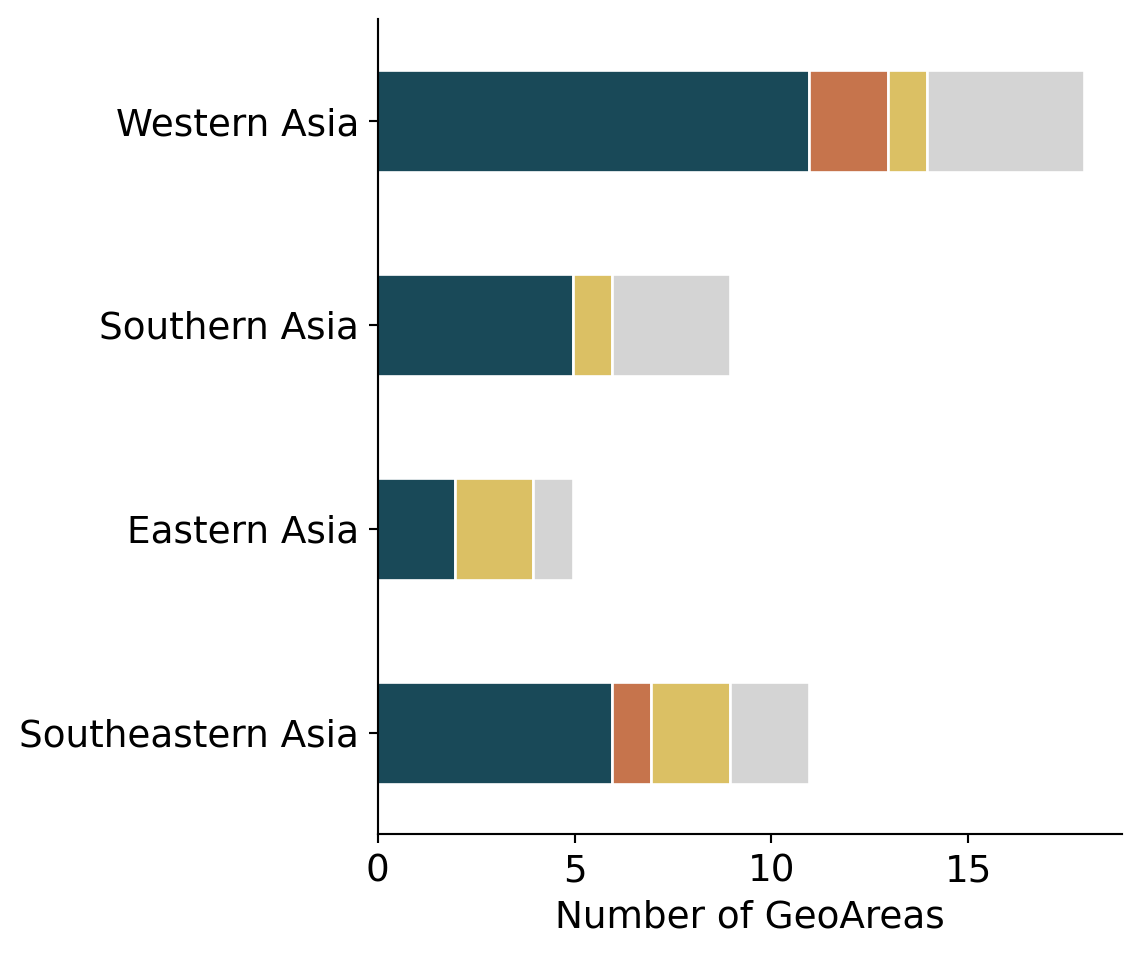 Western Asia
Southern Asia
Eastern Asia
Southeastern Asia
0 5 10 15
Number of GeoAreas